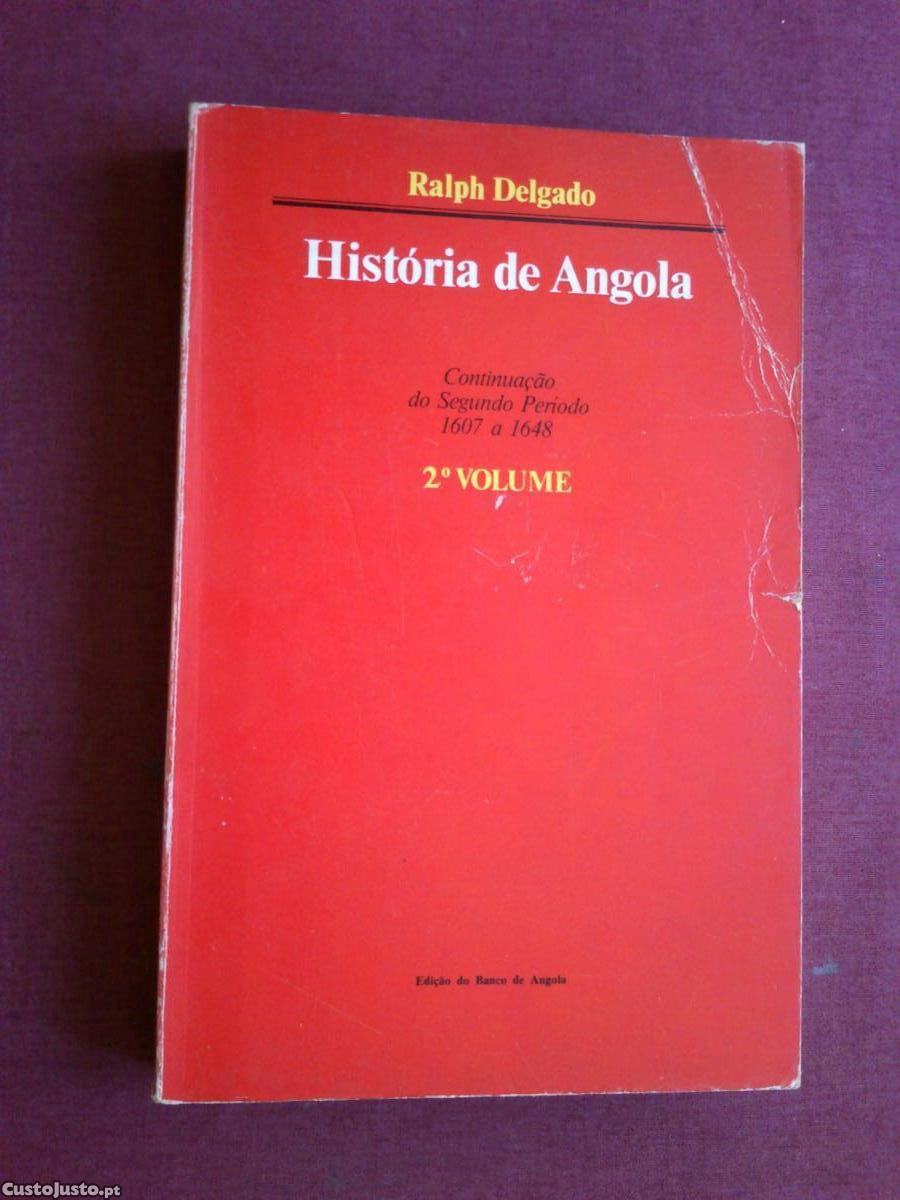 Ralph Delgado
História de Angola
Continuação
do Segundo Período
1607 a 1648
2º VOLUME
Edição do Banco de Angola
CustoJusto.pt